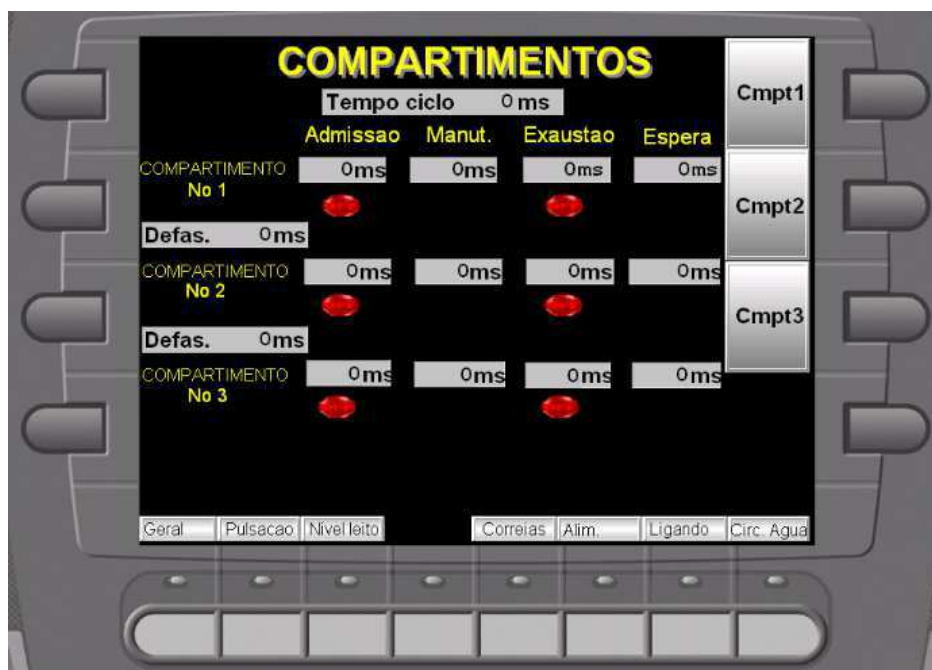 COMPARTIMENTOS
Tempo ciclo 0 ms
Admissao Manut. Exaustao Espera
COMPARTIMENTO No 1 0ms 0ms 0ms 0ms
Defas. 0ms
COMPARTIMENTO No 2 0ms 0ms 0ms 0ms
Defas. 0ms
COMPARTIMENTO No 3 0ms 0ms 0ms 0ms
Cmpt1
Cmpt2
Cmpt3
Geral Pulsacao Nivel leito Correias Alim. Ligando Circ. Agua